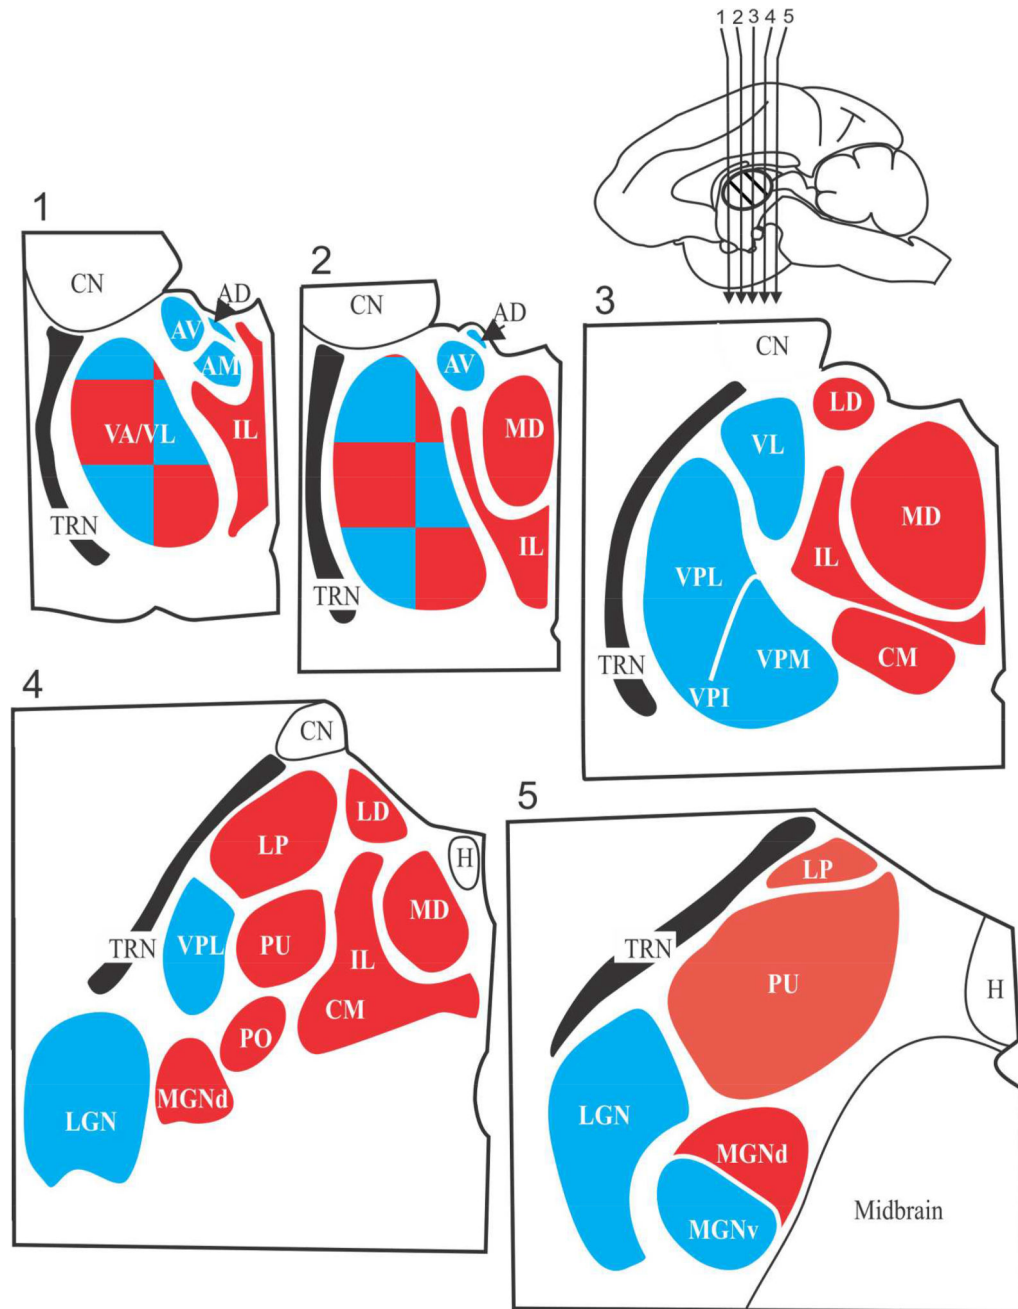 1 2 3 4 5
1
CN
AD
AV
AM
VA/VL
IL
TRN
2
CN
AD
AV
MD
IL
TRN
3
CN
LD
VL
MD
IL
VPL
CM
VPM
TRN
VPI
4
CN
LD
LP
H
MD
VPL
PU
IL
TRN
CM
PO
MGNd
LGN
5
LP
TRN
PU
H
LGN
MGNd
MGNv
Midbrain